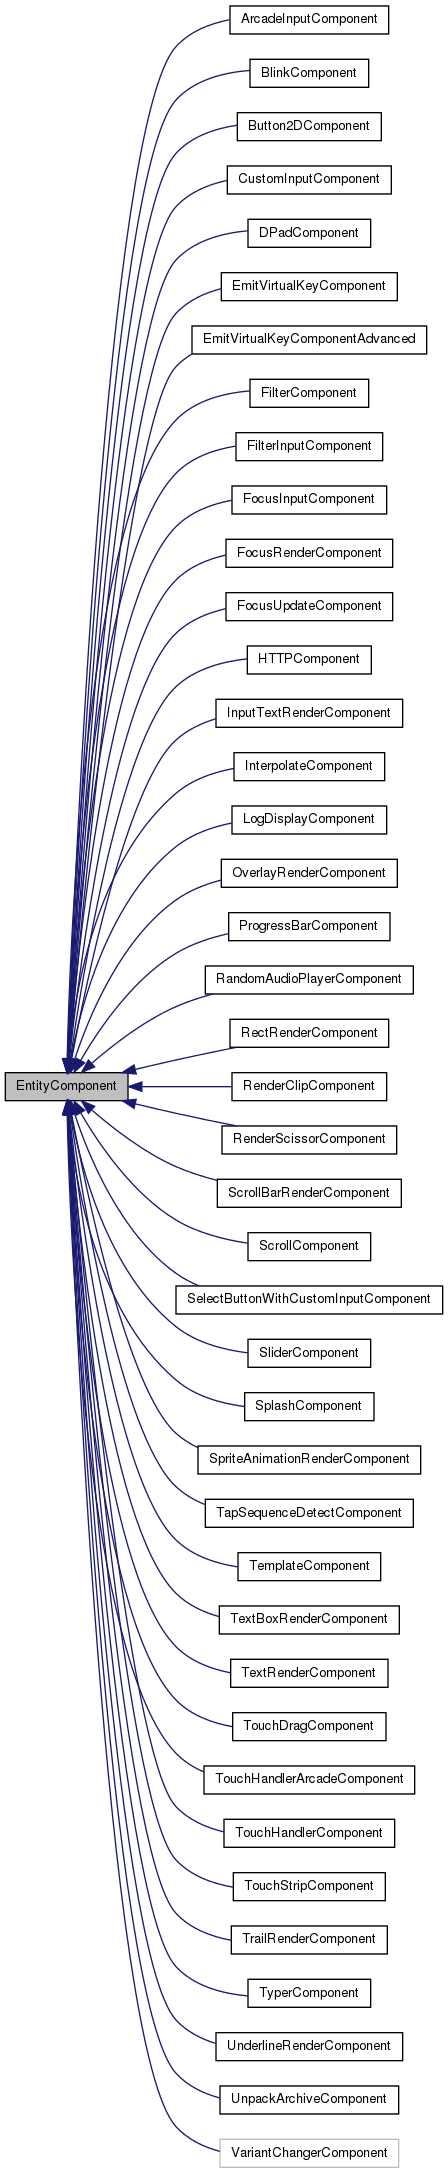 ArcadeInputComponent
BlinkComponent
Button2DComponent
CustomInputComponent
DPadComponent
EmitVirtualKeyComponent
EmitVirtualKeyComponentAdvanced
FilterComponent
FilterInputComponent
FocusInputComponent
FocusRenderComponent
FocusUpdateComponent
HTTPComponent
InputTextRenderComponent
InterpolateComponent
LogDisplayComponent
OverlayRenderComponent
ProgressBarComponent
RandomAudioPlayerComponent
RectRenderComponent
EntityComponent
RenderClipComponent
RenderScissorComponent
ScrollBarRenderComponent
ScrollComponent
SelectButtonWithCustomInputComponent
SliderComponent
SplashComponent
SpriteAnimationRenderComponent
TapSequenceDetectComponent
TemplateComponent
TextBoxRenderComponent
TextRenderComponent
TouchDragComponent
TouchHandlerArcadeComponent
TouchHandlerComponent
TouchStripComponent
TrailRenderComponent
TyperComponent
UnderlineRenderComponent
UnpackArchiveComponent
VariantChangerComponent